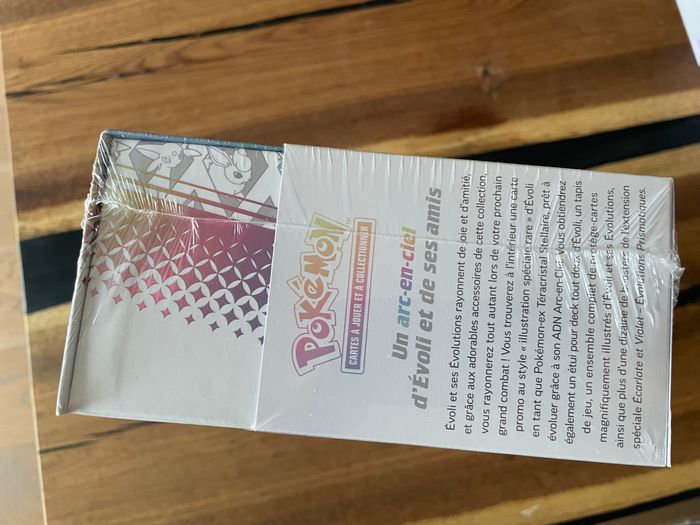 POKÉMON
CARTES À JOUER ET À COLLECTIONNER
Un arc-en-ciel
d'Évoli et de ses amis
Évoli et ses Évolutions rayonnent de joie et d'amitié,
et grâce aux adorables accessoires de cette collection,
vous rayonnerez tout autant lors de votre prochain
grand combat ! Vous trouverez à l'intérieur une carte
promo au style « illustration spéciale rare » d'Évoli
en tant que Pokémon-ex Téracristal Stellaire, prêt à
évoluer grâce à son ADN Arc-en-Ciel. Vous obtiendrez
également un étui pour deck tout doux d'Évoli, un tapis
de jeu, un ensemble complet de protège-cartes
magnifiquement illustrés d'Évoli et ses Évolutions,
ainsi que plus d'une dizaine de boosters de l'extension
spéciale Écarlate et Violet – Évolutions Prismatiques.